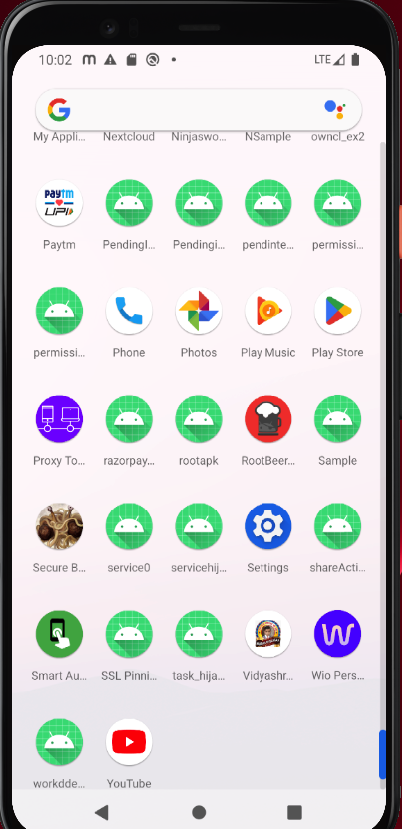 10:02 LTE
My Appli... Nextcloud Ninjaswo... NSample owncl_ex2
Paytm UPI
Paytm PendingI... Pendingi... pendinte... permissi...
permissi... Phone Photos Play Music Play Store
Proxy To... razorpay... rootapk RootBeer... Sample
Secure B... service0 servicehij... Settings shareActi...
Smart Au... SSL Pinni... task_hija... Vidyashr... Wio Pers...
workdde... YouTube